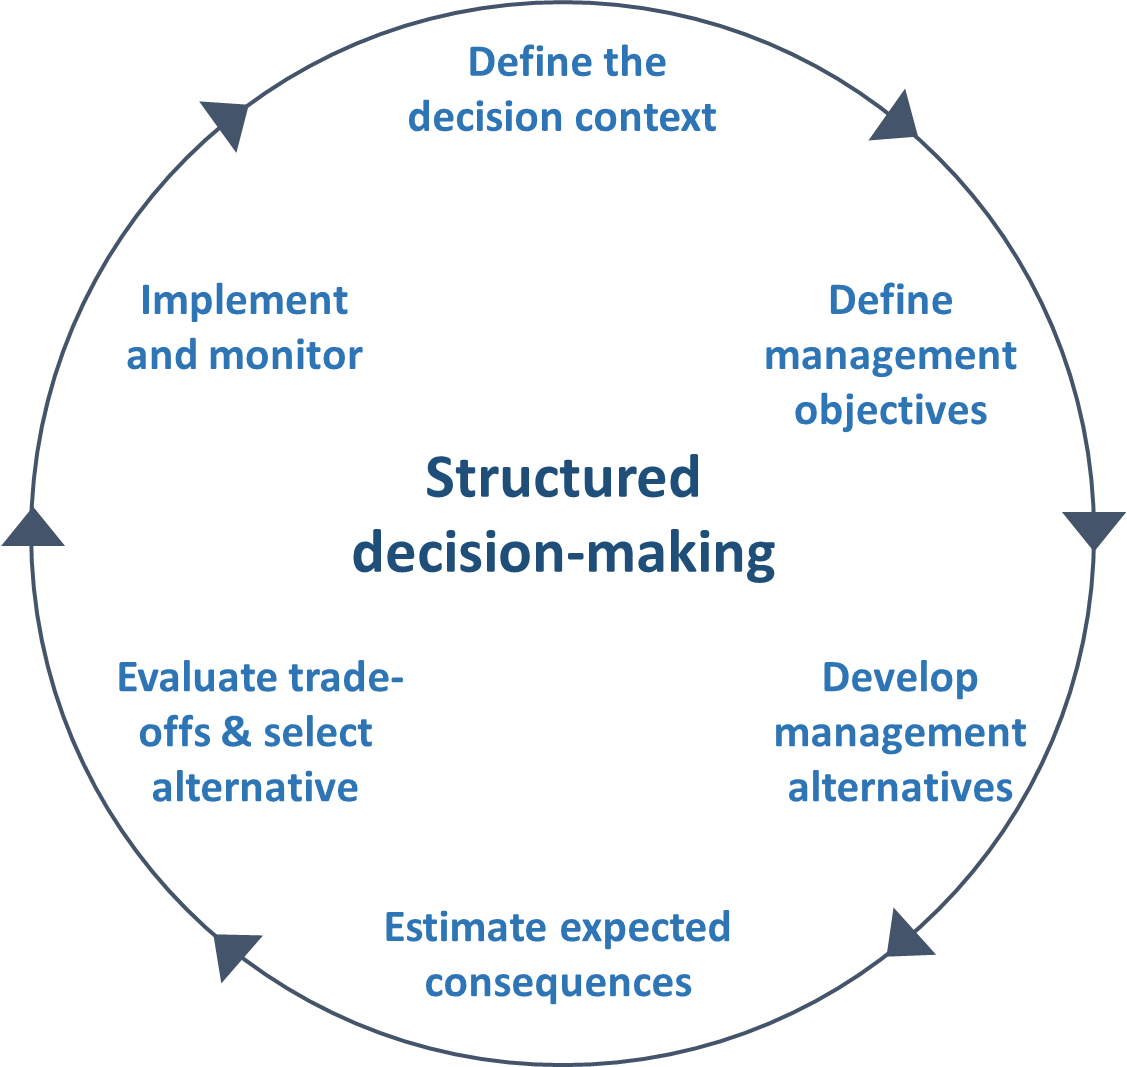 Define the
decision context
Define
management
objectives
Develop
management
alternatives
Estimate expected
consequences
Evaluate trade-
offs & select
alternative
Implement
and monitor
Structured
decision-making